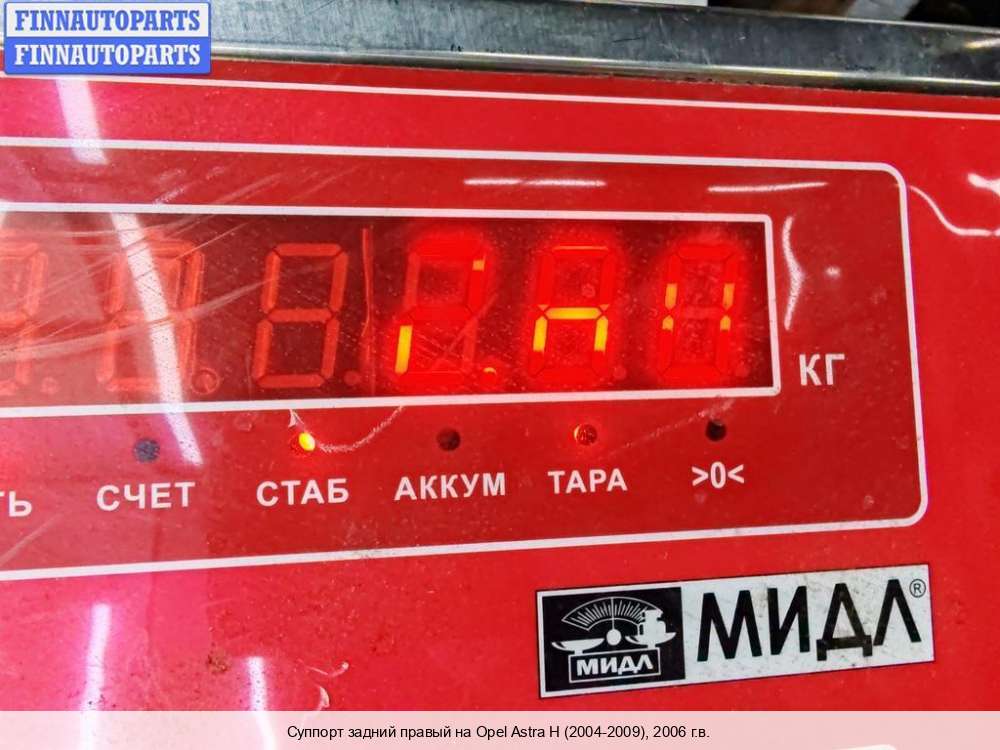 FINNAUTOPARTS
FINNAUTOPARTS
КГ
ТЬ СЧЕТ СТАБ АККУМ ТАРА >0<
МИДЛ МИДЛ®
Суппорт задний правый на Opel Astra H (2004-2009), 2006 г.в.